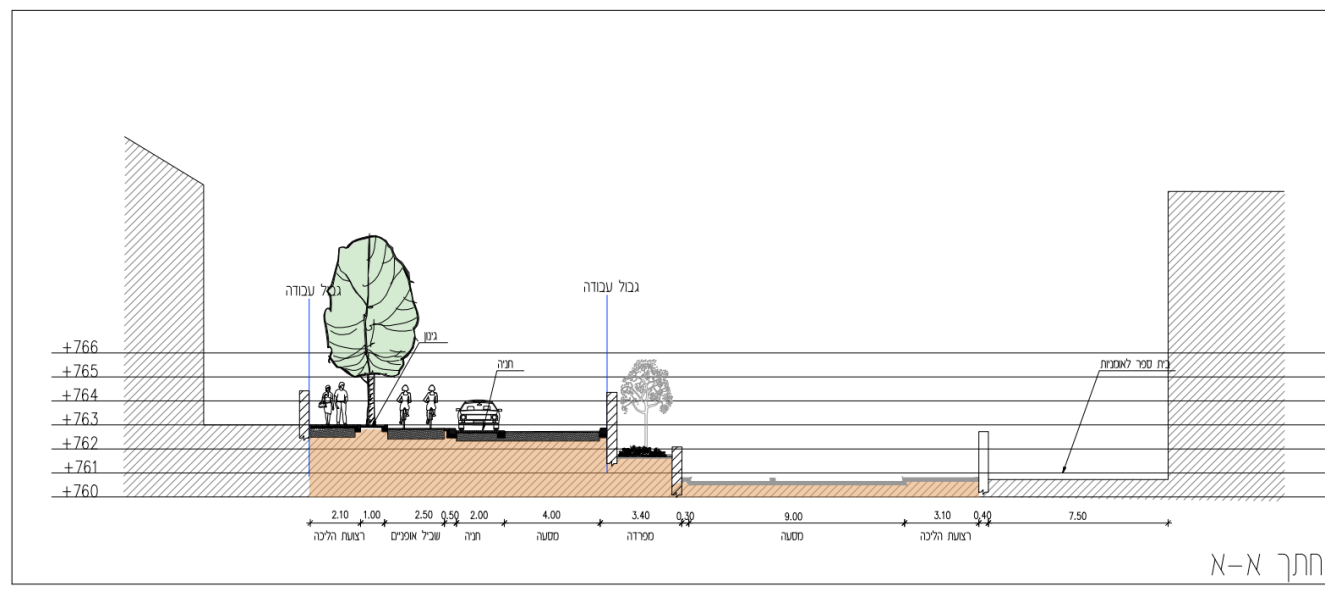 גבול עבודה
גבול עבודה
גינון
חניה
בית ספר לאומנויות
+766
+765
+764
+763
+762
+761
+760
2.10 1.00 2.50 0.50 2.00 4.00 3.40 0.30 9.00 3.10 0.40 7.50
רצועת הליכה שביל אופניים חניה מסעה מפרדה מסעה רצועת הליכה
חתך א-א